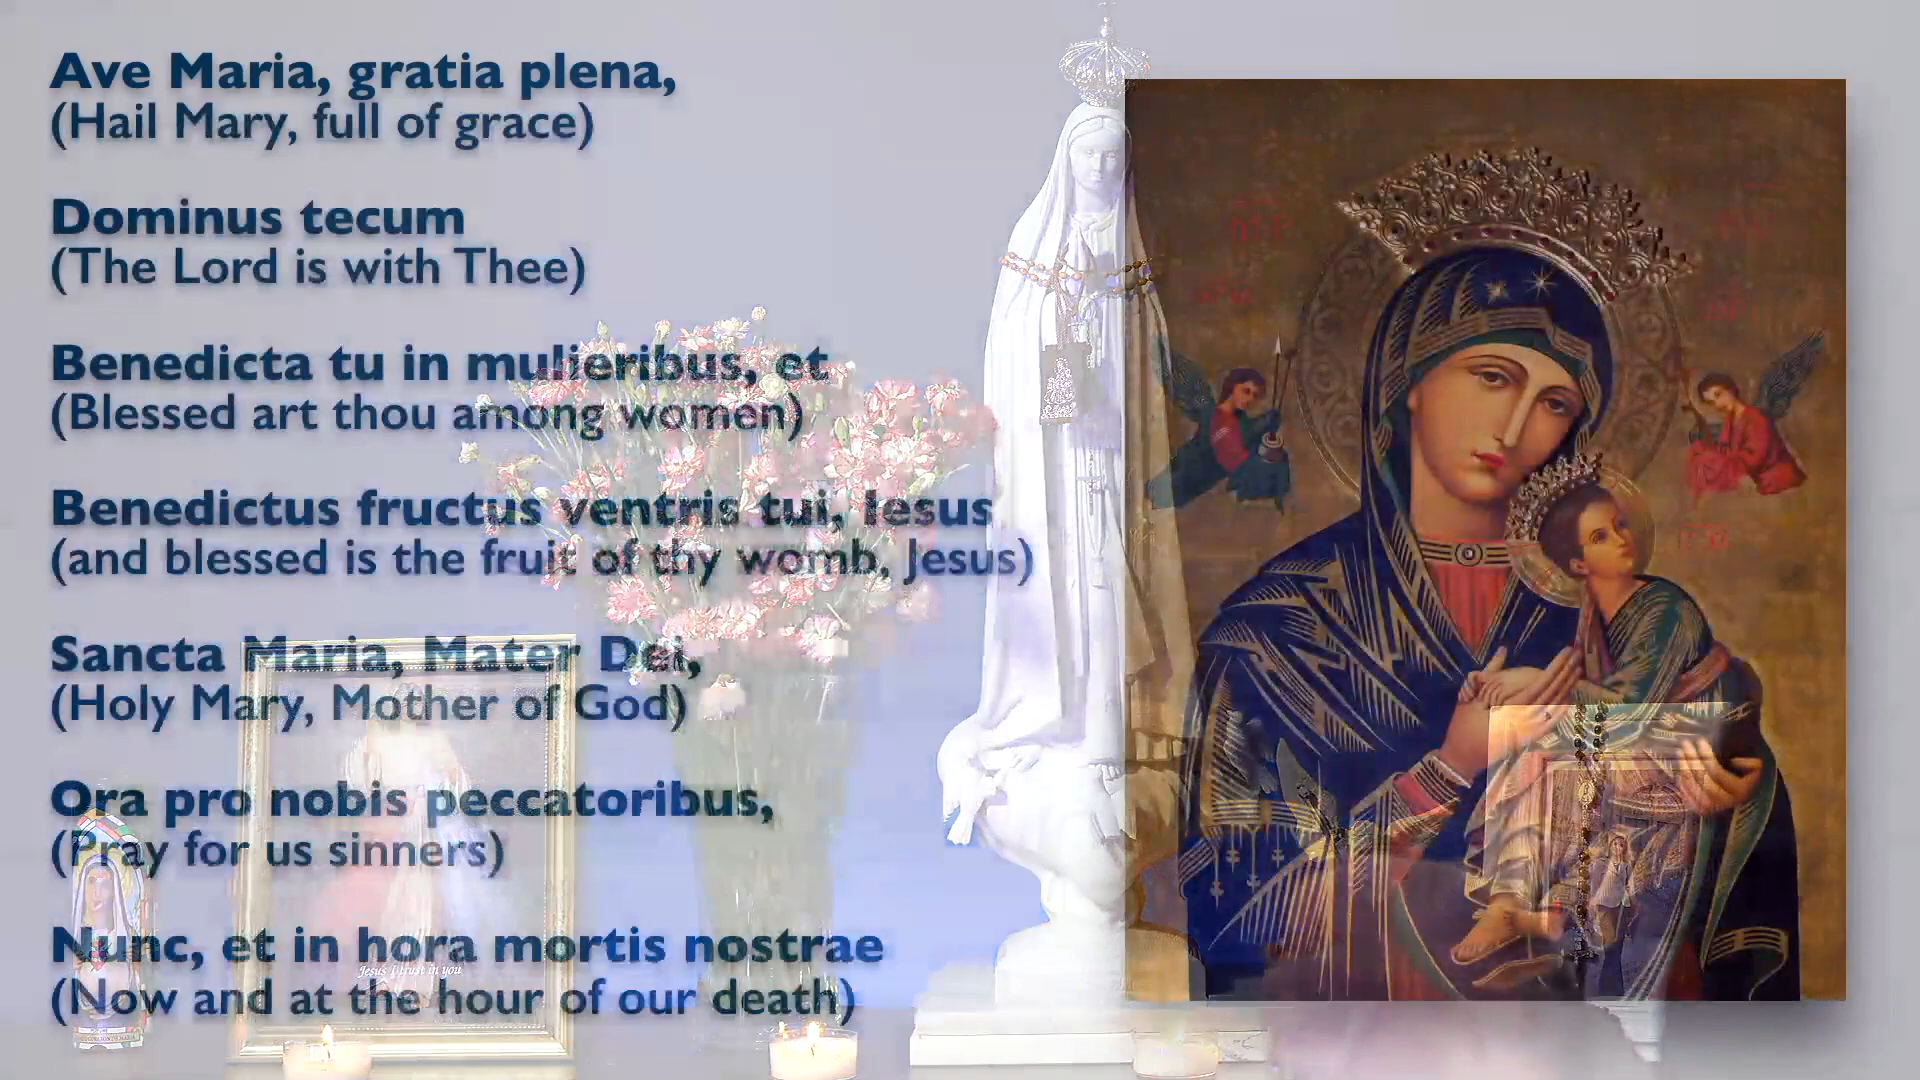 Ave Maria, gratia plena,
(Hail Mary, full of grace)
Dominus tecum
(The Lord is with Thee)
Benedicta tu in mulieribus, et
(Blessed art thou among women)
Benedictus fructus ventris tui, Iesus
(and blessed is the fruit of thy womb, Jesus)
Sancta Maria, Mater Dei,
(Holy Mary, Mother of God)
Ora pro nobis peccatoribus,
(Pray for us sinners)
Nunc, et in hora mortis nostrae
Jesus I trust in you
(Now and at the hour of our death)